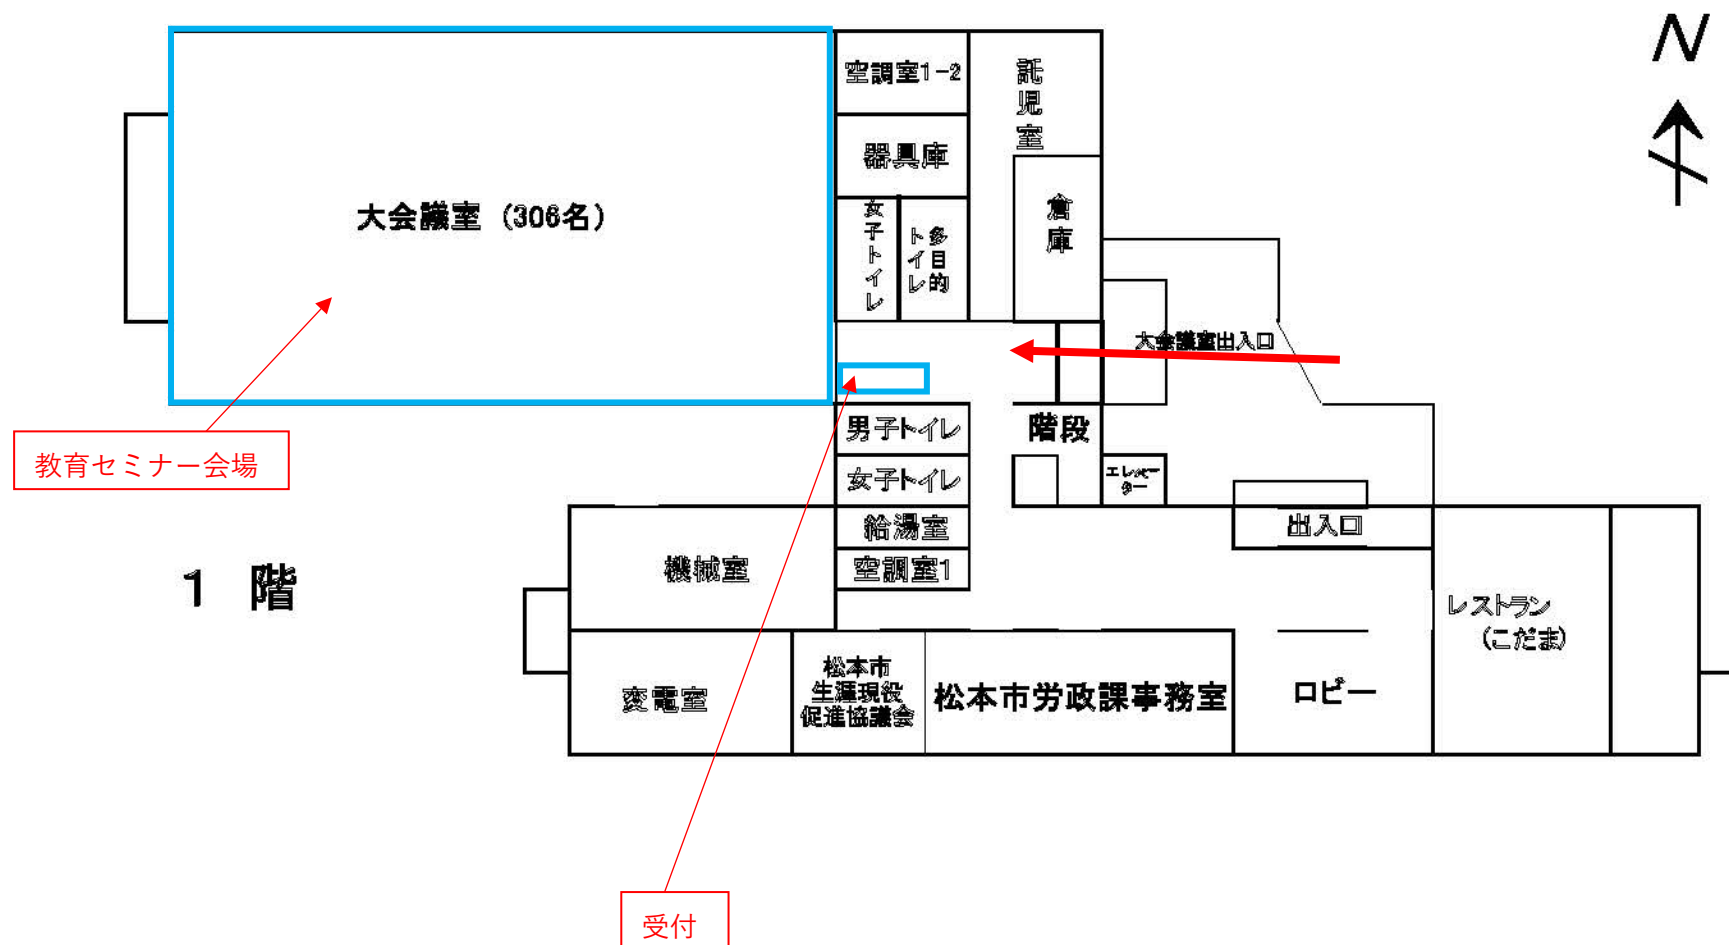 N
空調室1-2
託児室
器具庫
倉庫
大会議室（306名）
女子トイレ
多目的
トイレ
大会議室出入口
男子トイレ
階段
教育セミナー会場
女子トイレ
エレベー
ター
給湯室
出入口
機械室
空調室1
1 階
レストラン
（こだま）
変電室
松本市
生涯現役
促進協議会
松本市労政課事務室
ロビー
受付